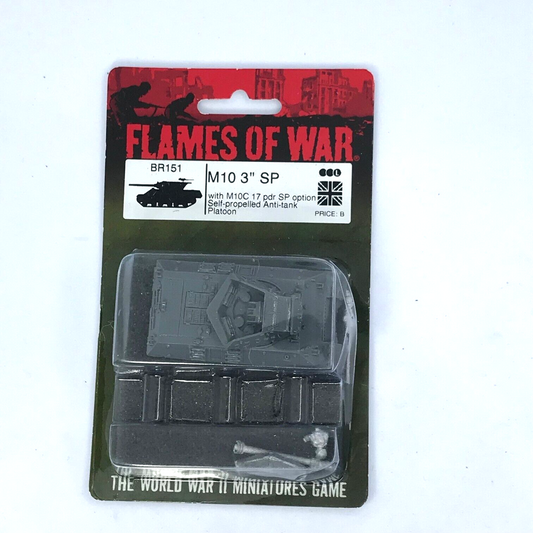 FLAMES OF WAR
BR151
M10 3" SP
with M10C 17 pdr SP option
Self-propelled Anti-tank
Platoon
PRICE: B
THE WORLD WAR II MINIATURES GAME